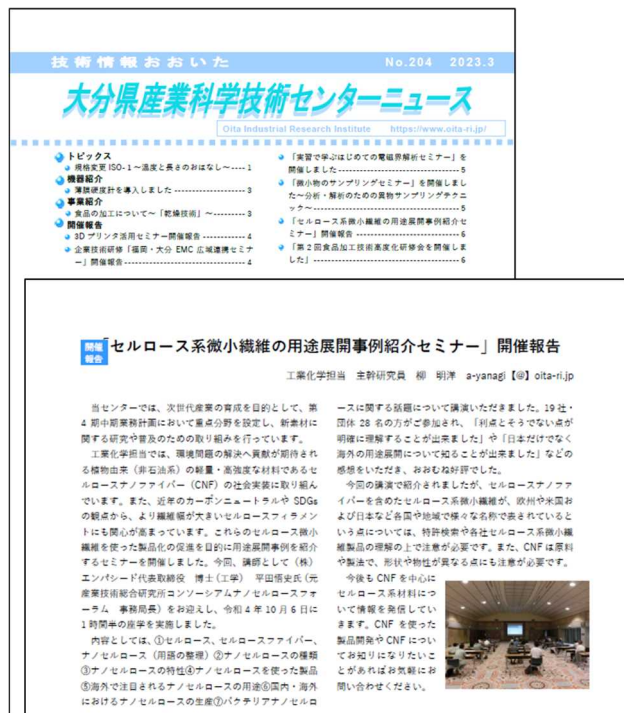 技術情報おおいた
No.204 2023.3
大分県産業科学技術センターニュース
Oita Industrial Research Institute https://www.oita-ri.jp/
トピックス
規格変更 ISO-1～温度と長さのおはなし～----1
機器紹介
薄膜硬度計を導入しました ----------------- 3
事業紹介
食品の加工について～「乾燥技術」～--------- 3
開催報告
3D プリンタ活用セミナー開催報告 ----------- 4
企業技術研修「福岡・大分 EMC 広域連携セミナ
ー」開催報告 ------------------------------ 4
「実習で学ぶはじめての電磁界解析セミナー」を
開催しました------------------------------5
「微小物のサンプリングセミナー」を開催しまし
た～分析・解析のための異物サンプリングテクニ
ック～------------------------------------5
「セルロース系微小繊維の用途展開事例紹介セ
ミナー」開催報告 --------------------------6
「第2回食品加工技術高度化研修会を開催しま
した」------------------------------------6
開催
報告
「セルロース系微小繊維の用途展開事例紹介セミナー」開催報告
工業化学担当 主幹研究員 柳 明洋 a-yanagi【@】oita-ri.jp
当センターでは、次世代産業の育成を目的として、第
4 期中期業務計画において重点分野を設定し、新素材に
関する研究や普及のための取り組みを行っています。
工業化学担当では、環境問題の解決へ貢献が期待され
る植物由来（非石油系）の軽量・高強度な材料であるセ
ルロースナノファイバー（CNF）の社会実装に取り組ん
でいます。また、近年のカーボンニュートラルや SDGs
の観点から、より繊維幅が大きいセルロースフィラメン
トにも関心が高まっています。これらのセルロース微小
繊維を使った製品化の促進を目的に用途展開事例を紹介
するセミナーを開催しました。今回、講師として（株）
エンパシード代表取締役 博士（工学） 平田悟史氏（元
産業技術総合研究所コンソーシアムナノセルロースフォ
ーラム 事務局長）をお迎えし、令和 4 年 10 月 6 日に
1 時間半の座学を実施しました。
内容としては、①セルロース、セルロースファイバー、
ナノセルロース（用語の整理）②ナノセルロースの種類
③ナノセルロースの特性④ナノセルロースを使った製品
⑤海外で注目されるナノセルロースの用途⑥国内・海外
におけるナノセルロースの生産⑦バクテリアナノセルロ
ースに関する話題について講演いただきました。19 社・
団体 28 名の方がご参加され、「利点とそうでない点が
明確に理解することが出来ました」や「日本だけでなく
海外の用途展開について知ることが出来ました」などの
感想をいただき、おおむね好評でした。
今回の講演で紹介されましたが、セルロースナノファ
イバーを含めたセルロース系微小繊維が、欧州や米国お
よび日本など各国や地域で様々な名称で表されていると
いう点については、特許検索や各社セルロース系微小繊
維製品の理解の上で注意が必要です。また、CNF は原料
や製法で、形状や物性が異なる点にも注意が必要です。
今後も CNF を中心に
セルロース系材料につ
いて情報を発信してい
きます。CNF を使った
製品開発や CNF につい
てお知りになりたいこ
とがあればお気軽にお
問い合わせください。